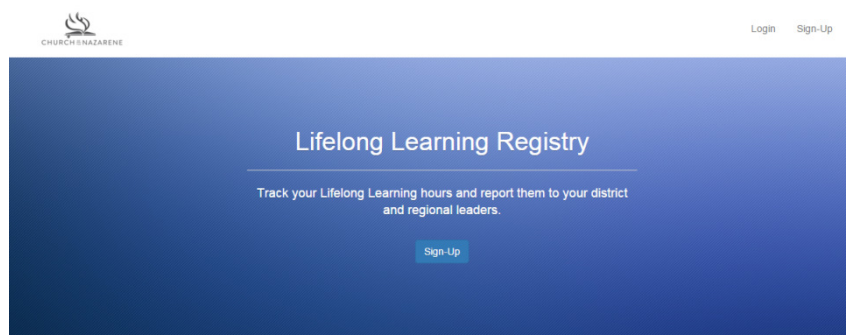 CHURCH OF THE NAZARENE
Login Sign-Up
Lifelong Learning Registry
Track your Lifelong Learning hours and report them to your district
and regional leaders.
Sign-Up